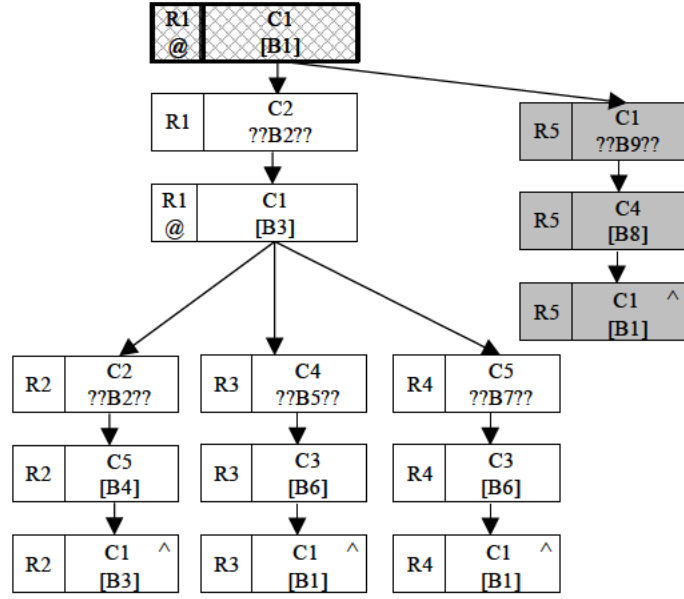 R1 @ C1 [B1]
R1 C2 ??B2??
R5 C1 ??B9??
R1 @ C1 [B3]
R5 C4 [B8]
R5 C1 ^ [B1]
R2 C2 ??B2??
R3 C4 ??B5??
R4 C5 ??B7??
R2 C5 [B4]
R3 C3 [B6]
R4 C3 [B6]
R2 C1 ^ [B3]
R3 C1 ^ [B1]
R4 C1 ^ [B1]